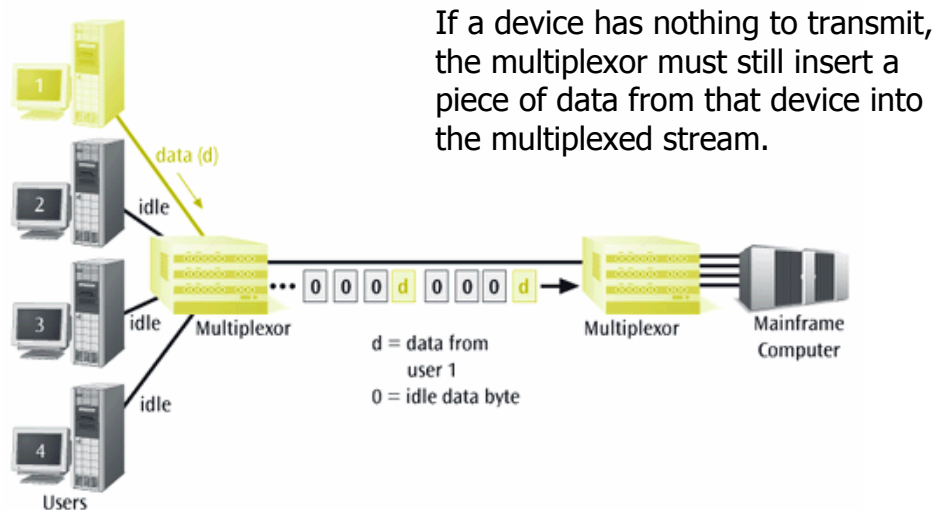 If a device has nothing to transmit,
the multiplexor must still insert a
piece of data from that device into
the multiplexed stream.
1
data (d)
2
idle
3
idle
Multiplexor
... 0 0 0 d 0 0 0 d
Multiplexor
Mainframe
Computer
d = data from
user 1
0 = idle data byte
idle
4
Users